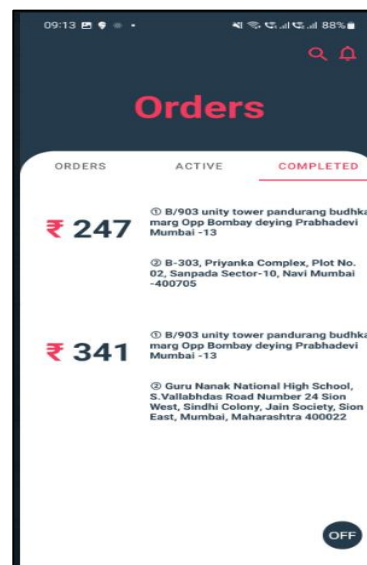 09:13 88%
Orders
ORDERS ACTIVE COMPLETED
₹ 247
① B/903 unity tower pandurang budhka
marg Opp Bombay deying Prabhadevi
Mumbai -13
② B-303, Priyanka Complex, Plot No.
02, Sanpada Sector-10, Navi Mumbai
-400705
₹ 341
① B/903 unity tower pandurang budhka
marg Opp Bombay deying Prabhadevi
Mumbai -13
② Guru Nanak National High School,
S.Vallabhdas Road Number 24 Sion
West, Sindhi Colony, Jain Society, Sion
East, Mumbai, Maharashtra 400022
OFF